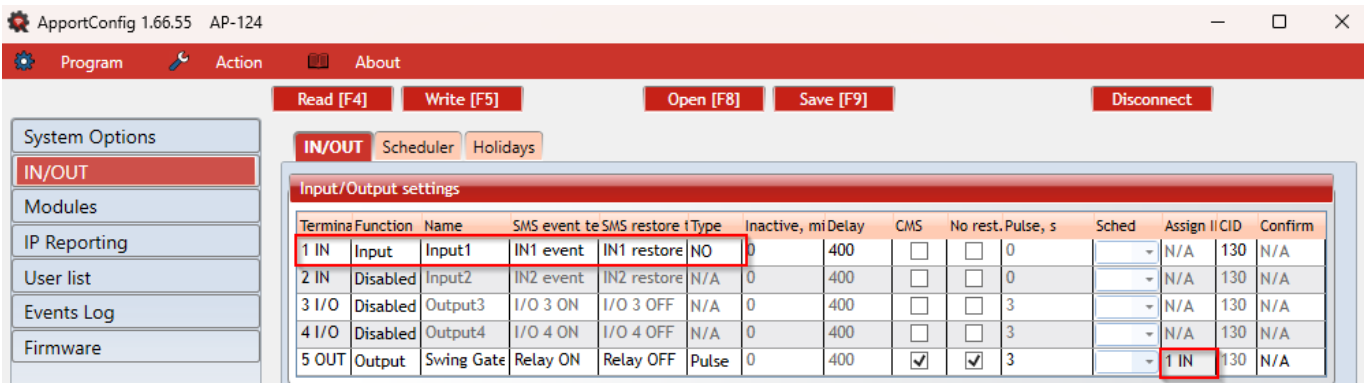 ApportConfig 1.66.55 AP-124
Program Action About
Read [F4] Write [F5] Open [F8] Save [F9] Disconnect
System Options
IN/OUT
Modules
IP Reporting
User list
Events Log
Firmware
IN/OUT Scheduler Holidays
Input/Output settings
Termina Function Name SMS event te SMS restore t Type Inactive, mi Delay CMS No rest. Pulse, s Sched Assign I CID Confirm
1 IN Input Input1 IN1 event IN1 restore NO 0 400 0 N/A 130 N/A
2 IN Disabled Input2 IN2 event IN2 restore N/A 0 400 0 N/A 130 N/A
3 I/O Disabled Output3 I/O 3 ON I/O 3 OFF N/A 0 400 3 N/A 130 N/A
4 I/O Disabled Output4 I/O 4 ON I/O 4 OFF N/A 0 400 3 N/A 130 N/A
5 OUT Output Swing Gate Relay ON Relay OFF Pulse 0 400 3 1 IN 130 N/A